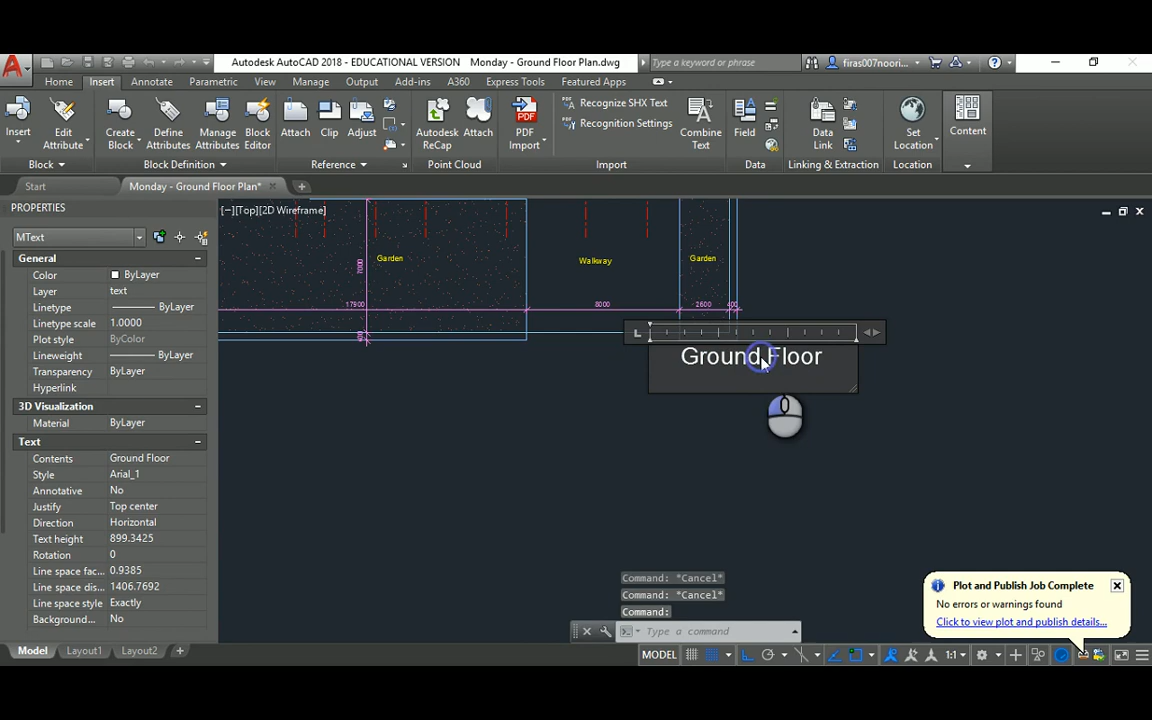 Autodesk AutoCAD 2018 - EDUCATIONAL VERSION Monday - Ground Floor Plan.dwg
Type a keyword or phrase
firas007noori...
Home Insert Annotate Parametric View Manage Output Add-ins A360 Express Tools Featured Apps
Insert
Edit Attribute
Create Block
Define Attributes
Manage Attributes
Block Editor
Attach
Clip
Adjust
Autodesk ReCap
Attach
PDF Import
Recognize SHX Text
Recognition Settings
Combine Text
Field
Data Link
Set Location
Content
Block Block Definition Reference Point Cloud Import Data Linking & Extraction Location
Start Monday - Ground Floor Plan*
PROPERTIES
[−][Top][2D Wireframe]
MText
General
Color ByLayer
Layer text
Linetype ByLayer
Linetype scale 1.0000
Plot style ByColor
Lineweight ByLayer
Transparency ByLayer
Hyperlink
3D Visualization
Material ByLayer
Text
Contents Ground Floor
Style Arial_1
Annotative No
Justify Top center
Direction Horizontal
Text height 899.3425
Rotation 0
Line space fac... 0.9385
Line space dis... 1406.7692
Line space style Exactly
Background... No
Garden Walkway Garden
7000
17900 8000 2600 400
400
Ground Floor
Command: *Cancel*
Command: *Cancel*
Command:
Type a command
Plot and Publish Job Complete
No errors or warnings found
Click to view plot and publish details...
Model Layout1 Layout2
MODEL 1:1